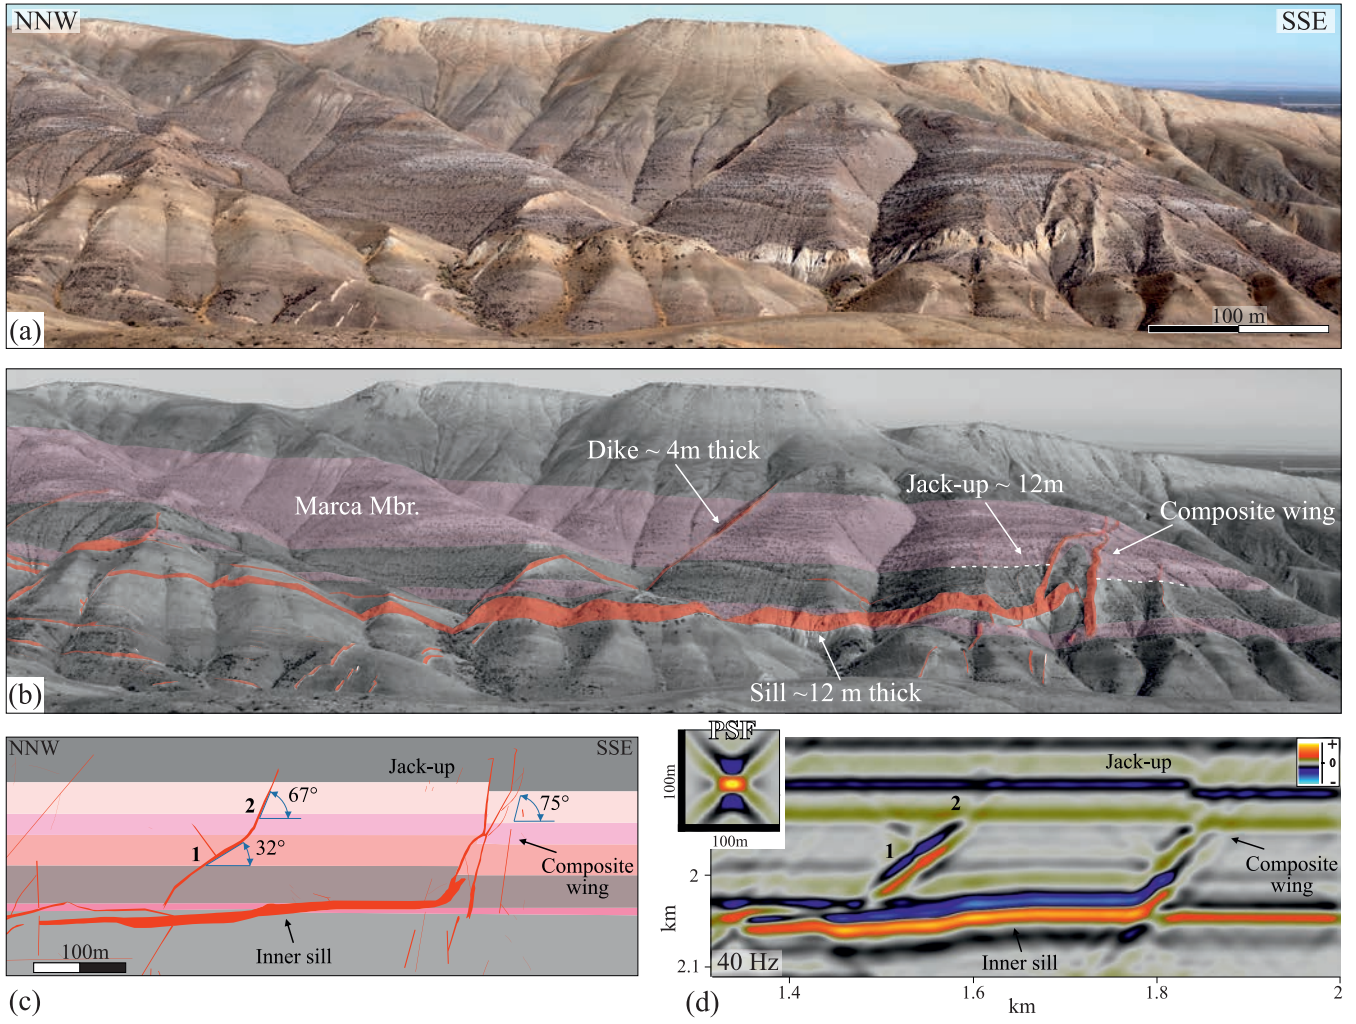 NNW
SSE
(a)
100 m
Dike ~ 4m thick
Jack-up ~ 12m
Marca Mbr.
Composite wing
Sill ~12 m thick
(b)
NNW
SSE
Jack-up
2
67°
75°
1
32°
Composite
wing
Inner sill
100m
(c)
PSF
100m
100m
Jack-up
+
0
-
2
1
Composite
wing
2
km
Inner sill
40 Hz
2.1
1.4
1.6
1.8
2
km
(d)